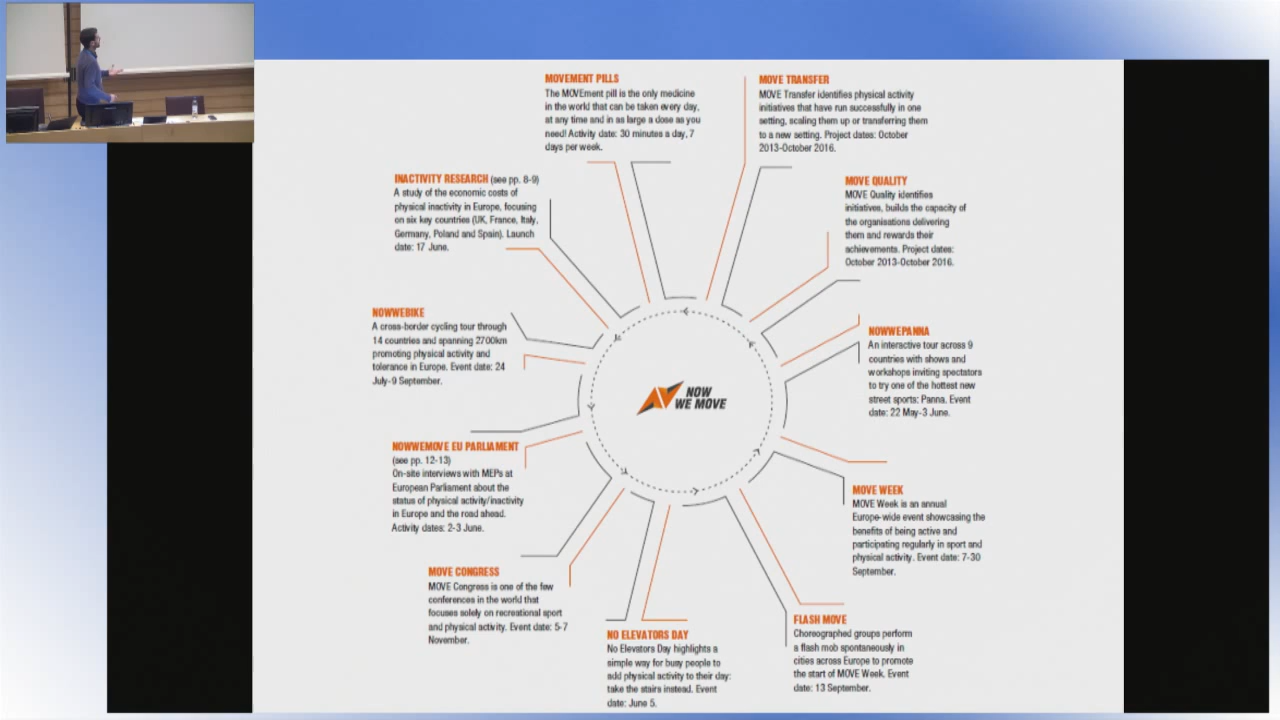 MOVEMENT PILLS
The MOVEment pill is the only medicine
in the world that can be taken every day,
at any time and in as large a dose as you
need! Activity date: 30 minutes a day, 7
days per week.
MOVE TRANSFER
MOVE Transfer identifies physical activity
initiatives that have run successfully in one
setting, scaling them up or transferring them
to a new setting. Project dates: October
2013-October 2016.
INACTIVITY RESEARCH (see pp. 8-9)
A study of the economic costs of
physical inactivity in Europe, focusing
on six key countries (UK, France, Italy,
Germany, Poland and Spain). Launch
date: 17 June.
MOVE QUALITY
MOVE Quality identifies
initiatives, builds the capacity of
the organisations delivering
them and rewards their
achievements. Project dates:
October 2013-October 2016.
NOWWEBIKE
A cross-border cycling tour through
14 countries and spanning 2700km
promoting physical activity and
tolerance in Europe. Event date: 24
July-9 September.
NOWWEPANNA
An interactive tour across 9
countries with shows and
workshops inviting spectators
to try one of the hottest new
street sports: Panna. Event
date: 22 May-3 June.
NOW
WE MOVE
NOWWEMOVE EU PARLIAMENT
(see pp. 12-13)
On-site interviews with MEPs at
European Parliament about the
status of physical activity/inactivity
in Europe and the road ahead.
Activity dates: 2-3 June.
MOVE WEEK
MOVE Week is an annual
Europe-wide event showcasing the
benefits of being active and
participating regularly in sport and
physical activity. Event date: 7-30
September.
MOVE CONGRESS
MOVE Congress is one of the few
conferences in the world that
focuses solely on recreational sport
and physical activity. Event date: 5-7
November.
NO ELEVATORS DAY
No Elevators Day highlights a
simple way for busy people to
add physical activity to their day:
take the stairs instead. Event
date: June 5.
FLASH MOVE
Choreographed groups perform
a flash mob spontaneously in
cities across Europe to promote
the start of MOVE Week. Event
date: 13 September.